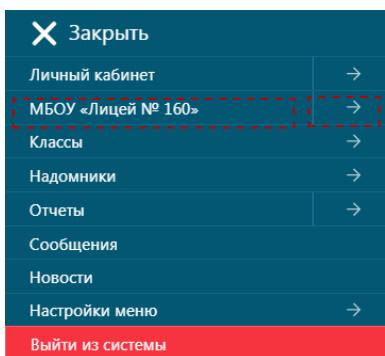 Закрыть
Личный кабинет
МБОУ «Лицей № 160»
Классы
Надомники
Отчеты
Сообщения
Новости
Настройки меню
Выйти из системы